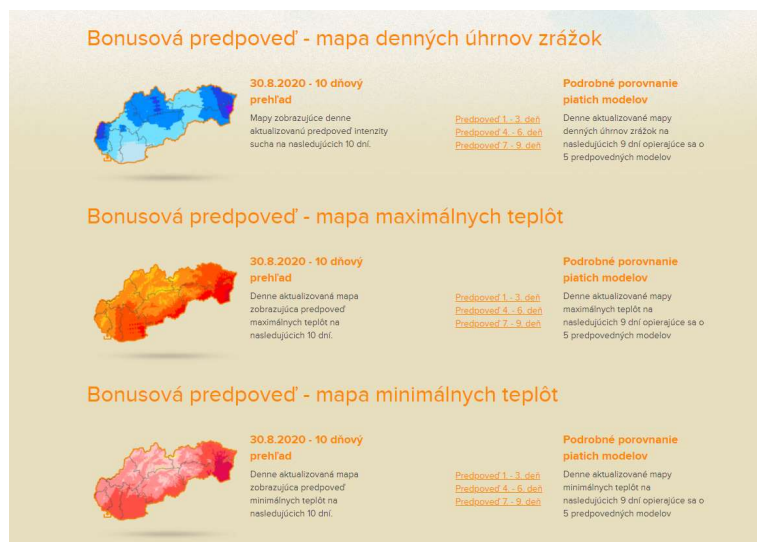 Bonusová predpoveď - mapa denných úhrnov zrážok
30.8.2020 - 10 dňový
prehľad
Mapy zobrazujúce denne
aktualizovanú predpoveď intenzity
sucha na nasledujúcich 10 dní.
Predpoveď 1. - 3. deň
Predpoveď 4. - 6. deň
Predpoveď 7. - 9. deň
Podrobné porovnanie
piatich modelov
Denne aktualizované mapy
denných úhrnov zrážok na
nasledujúcich 9 dní opierajúce sa o
5 predpovedných modelov
Bonusová predpoveď - mapa maximálnych teplôt
30.8.2020 - 10 dňový
prehľad
Denne aktualizovaná mapa
zobrazujúca predpoveď
maximálnych teplôt na
nasledujúcich 10 dní.
Predpoveď 1. - 3. deň
Predpoveď 4. - 6. deň
Predpoveď 7. - 9. deň
Podrobné porovnanie
piatich modelov
Denne aktualizované mapy
maximálnych teplôt na
nasledujúcich 9 dní opierajúce sa o
5 predpovedných modelov
Bonusová predpoveď - mapa minimálnych teplôt
30.8.2020 - 10 dňový
prehľad
Denne aktualizovaná mapa
zobrazujúca predpoveď
minimálnych teplôt na
nasledujúcich 10 dní.
Predpoveď 1. - 3. deň
Predpoveď 4. - 6. deň
Predpoveď 7. - 9. deň
Podrobné porovnanie
piatich modelov
Denne aktualizované mapy
minimálnych teplôt na
nasledujúcich 9 dní opierajúce sa o
5 predpovedných modelov